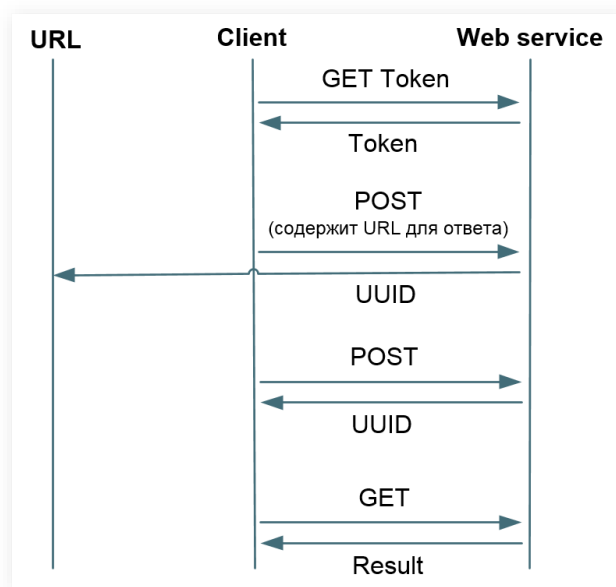 URL Client Web service
GET Token
Token
POST
(содержит URL для ответа)
UUID
POST
UUID
GET
Result